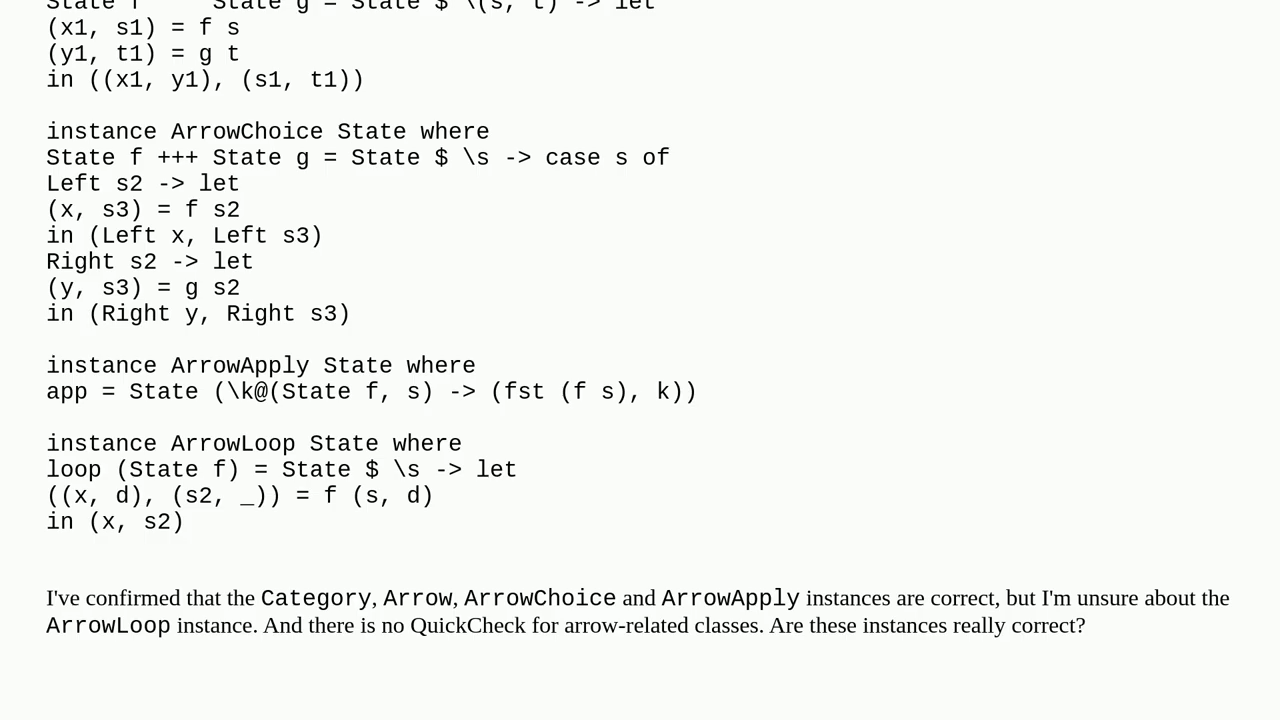 State f     State g = State $ \(s, t) -> let
(x1, s1) = f s
(y1, t1) = g t
in ((x1, y1), (s1, t1))
instance ArrowChoice State where
State f +++ State g = State $ \s -> case s of
Left s2 -> let
(x, s3) = f s2
in (Left x, Left s3)
Right s2 -> let
(y, s3) = g s2
in (Right y, Right s3)
instance ArrowApply State where
app = State (\k@(State f, s) -> (fst (f s), k))
instance ArrowLoop State where
loop (State f) = State $ \s -> let
((x, d), (s2, _)) = f (s, d)
in (x, s2)
I've confirmed that the Category, Arrow, ArrowChoice and ArrowApply instances are correct, but I'm unsure about the
ArrowLoop instance. And there is no QuickCheck for arrow-related classes. Are these instances really correct?